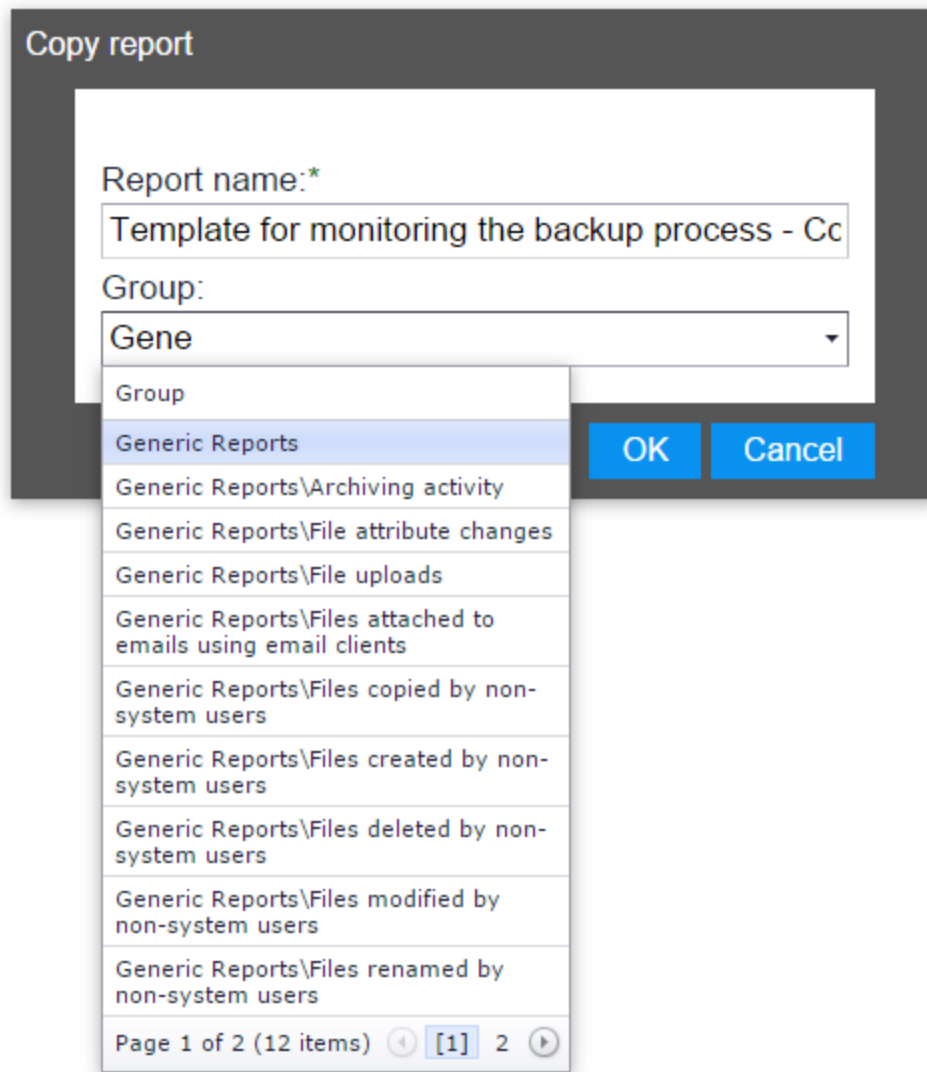 Copy report
Report name:*
Template for monitoring the backup process - Co
Group:
Gene
Group
Generic Reports
Generic Reports\Archiving activity
Generic Reports\File attribute changes
Generic Reports\File uploads
Generic Reports\Files attached to
emails using email clients
Generic Reports\Files copied by non-
system users
Generic Reports\Files created by non-
system users
Generic Reports\Files deleted by non-
system users
Generic Reports\Files modified by
non-system users
Generic Reports\Files renamed by
non-system users
Page 1 of 2 (12 items) [1] 2
OK Cancel